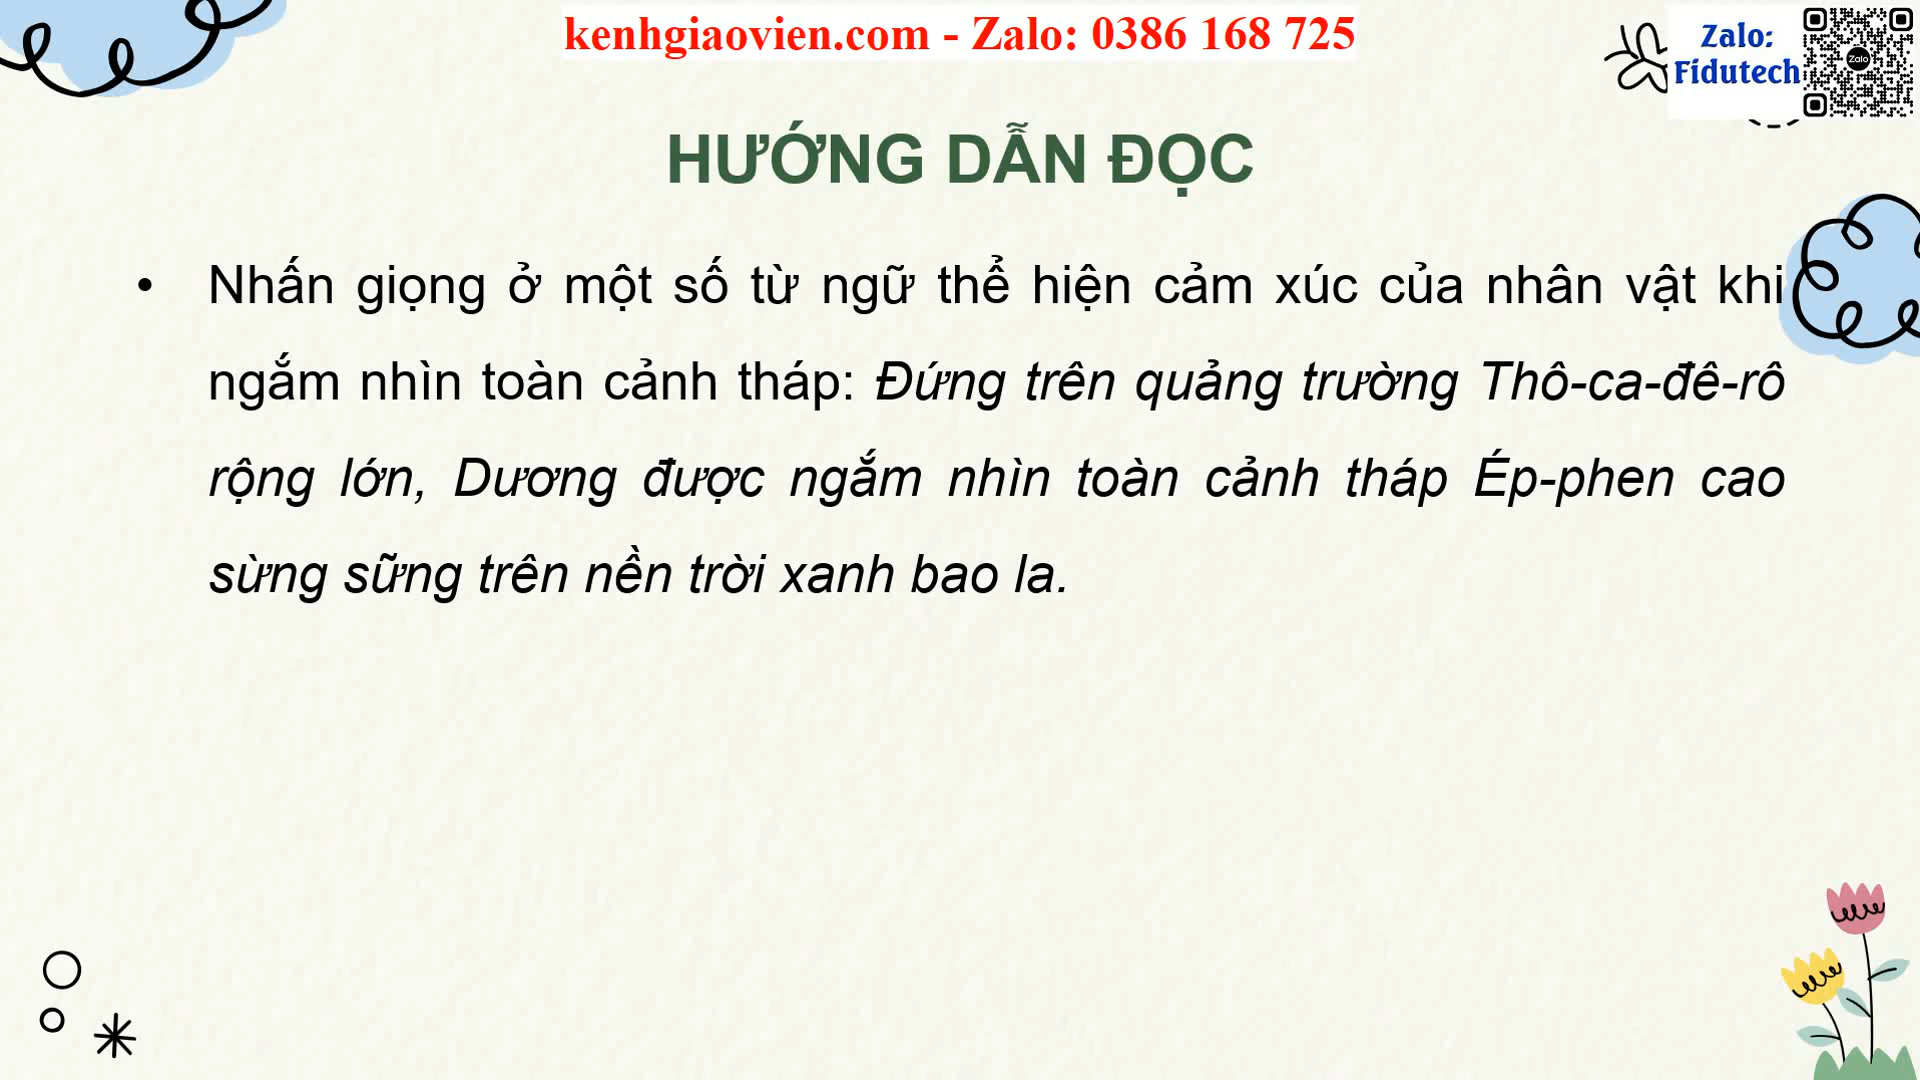 kenhgiaovien.com - Zalo: 0386 168 725
Zalo:
Fidutech
Zalo
HƯỚNG DẪN ĐỌC
• Nhấn giọng ở một số từ ngữ thể hiện cảm xúc của nhân vật khi
ngắm nhìn toàn cảnh tháp: Đứng trên quảng trường Thô-ca-đê-rô
rộng lớn, Dương được ngắm nhìn toàn cảnh tháp Ép-phen cao
sừng sững trên nền trời xanh bao la.